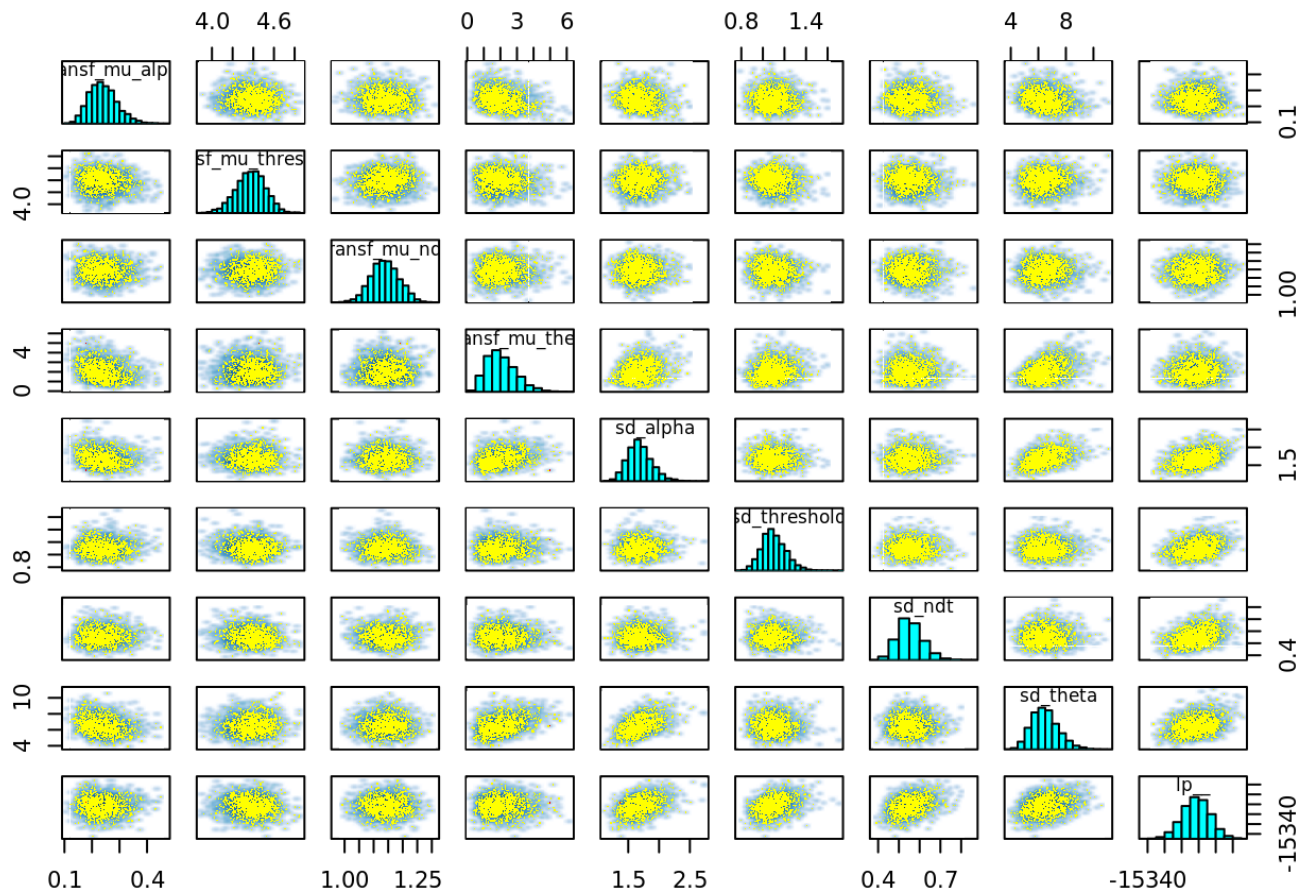 4.0 4.6 0 3 6 0.8 1.4 4 8
ansf_mu_alp
0.1
4.0
sf_mu_thres
ansf_mu_nd
1.00
0 4
ansf_mu_the
sd_alpha
1.5
0.8
sd_threshold
sd_ndt
0.4
4 10
sd_theta
lp__
-15340
0.1 0.4 1.00 1.25 1.5 2.5 0.4 0.7 -15340